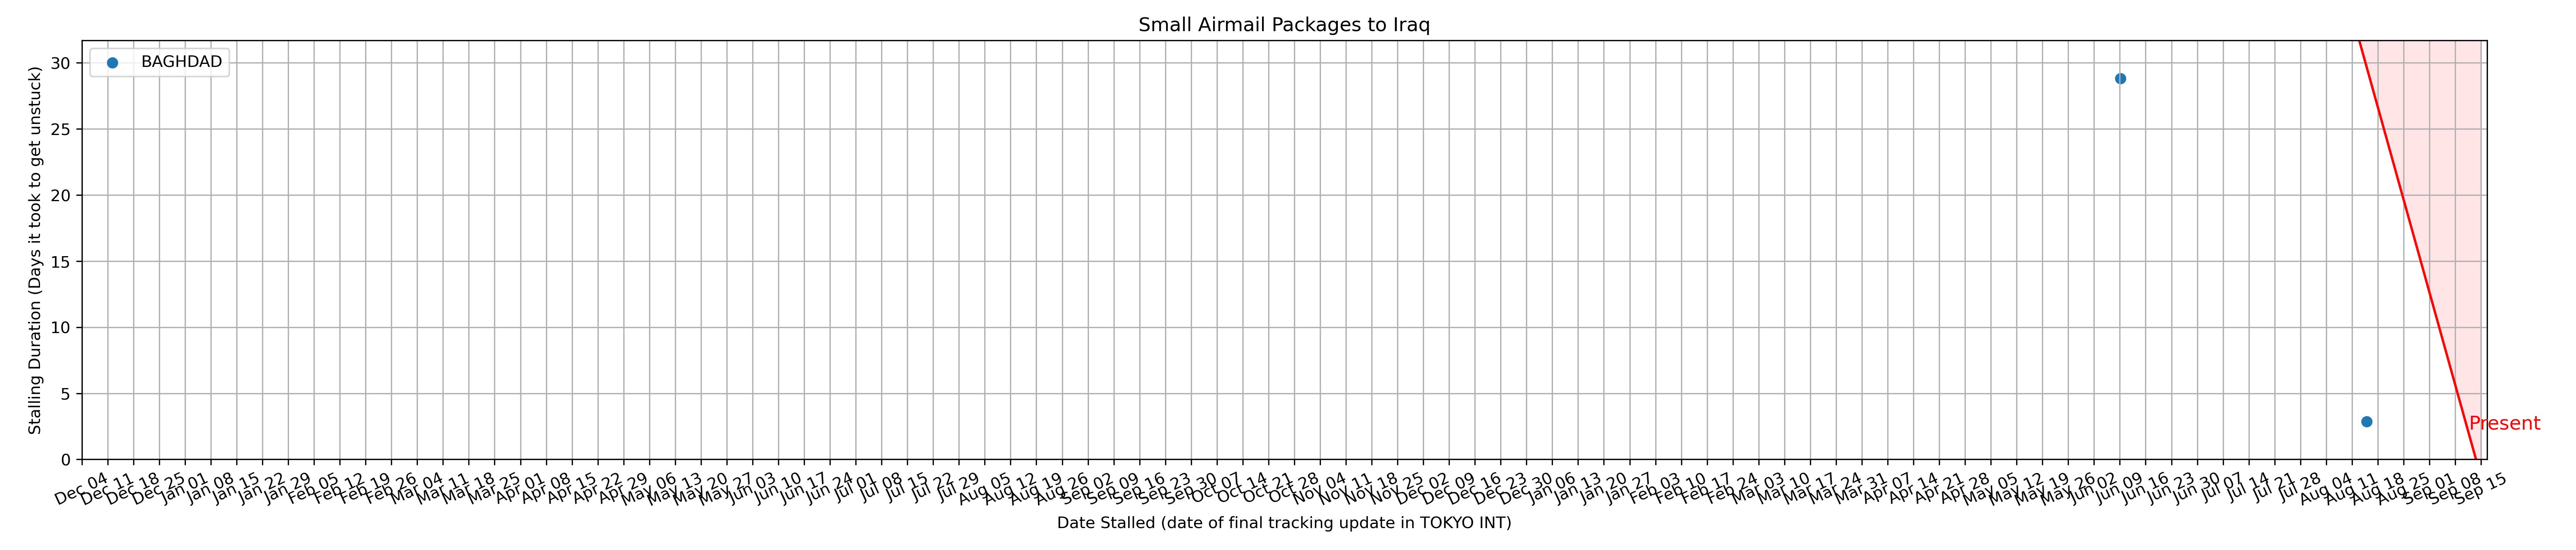 Small Airmail Packages to Iraq
BAGHDAD
Stalling Duration (Days it took to get unstuck)
30
25
20
15
10
5
0
Present
Dec 04 Dec 11 Dec 18 Dec 25 Jan 01 Jan 08 Jan 15 Jan 22 Jan 29 Feb 05 Feb 12 Feb 19 Feb 26 Mar 04 Mar 11 Mar 18 Mar 25 Apr 01 Apr 08 Apr 15 Apr 22 Apr 29 May 06 May 13 May 20 May 27 Jun 03 Jun 10 Jun 17 Jun 24 Jul 01 Jul 08 Jul 15 Jul 22 Jul 29 Aug 05 Aug 12 Aug 19 Aug 26 Sep 02 Sep 09 Sep 16 Sep 23 Sep 30 Oct 07 Oct 14 Oct 21 Oct 28 Nov 04 Nov 11 Nov 18 Nov 25 Dec 02 Dec 09 Dec 16 Dec 23 Dec 30 Jan 06 Jan 13 Jan 20 Jan 27 Feb 03 Feb 10 Feb 17 Feb 24 Mar 03 Mar 10 Mar 17 Mar 24 Mar 31 Apr 07 Apr 14 Apr 21 Apr 28 May 05 May 12 May 19 May 26 Jun 02 Jun 09 Jun 16 Jun 23 Jun 30 Jul 07 Jul 14 Jul 21 Jul 28 Aug 04 Aug 11 Aug 18 Aug 25 Sep 01 Sep 08 Sep 15
Date Stalled (date of final tracking update in TOKYO INT)